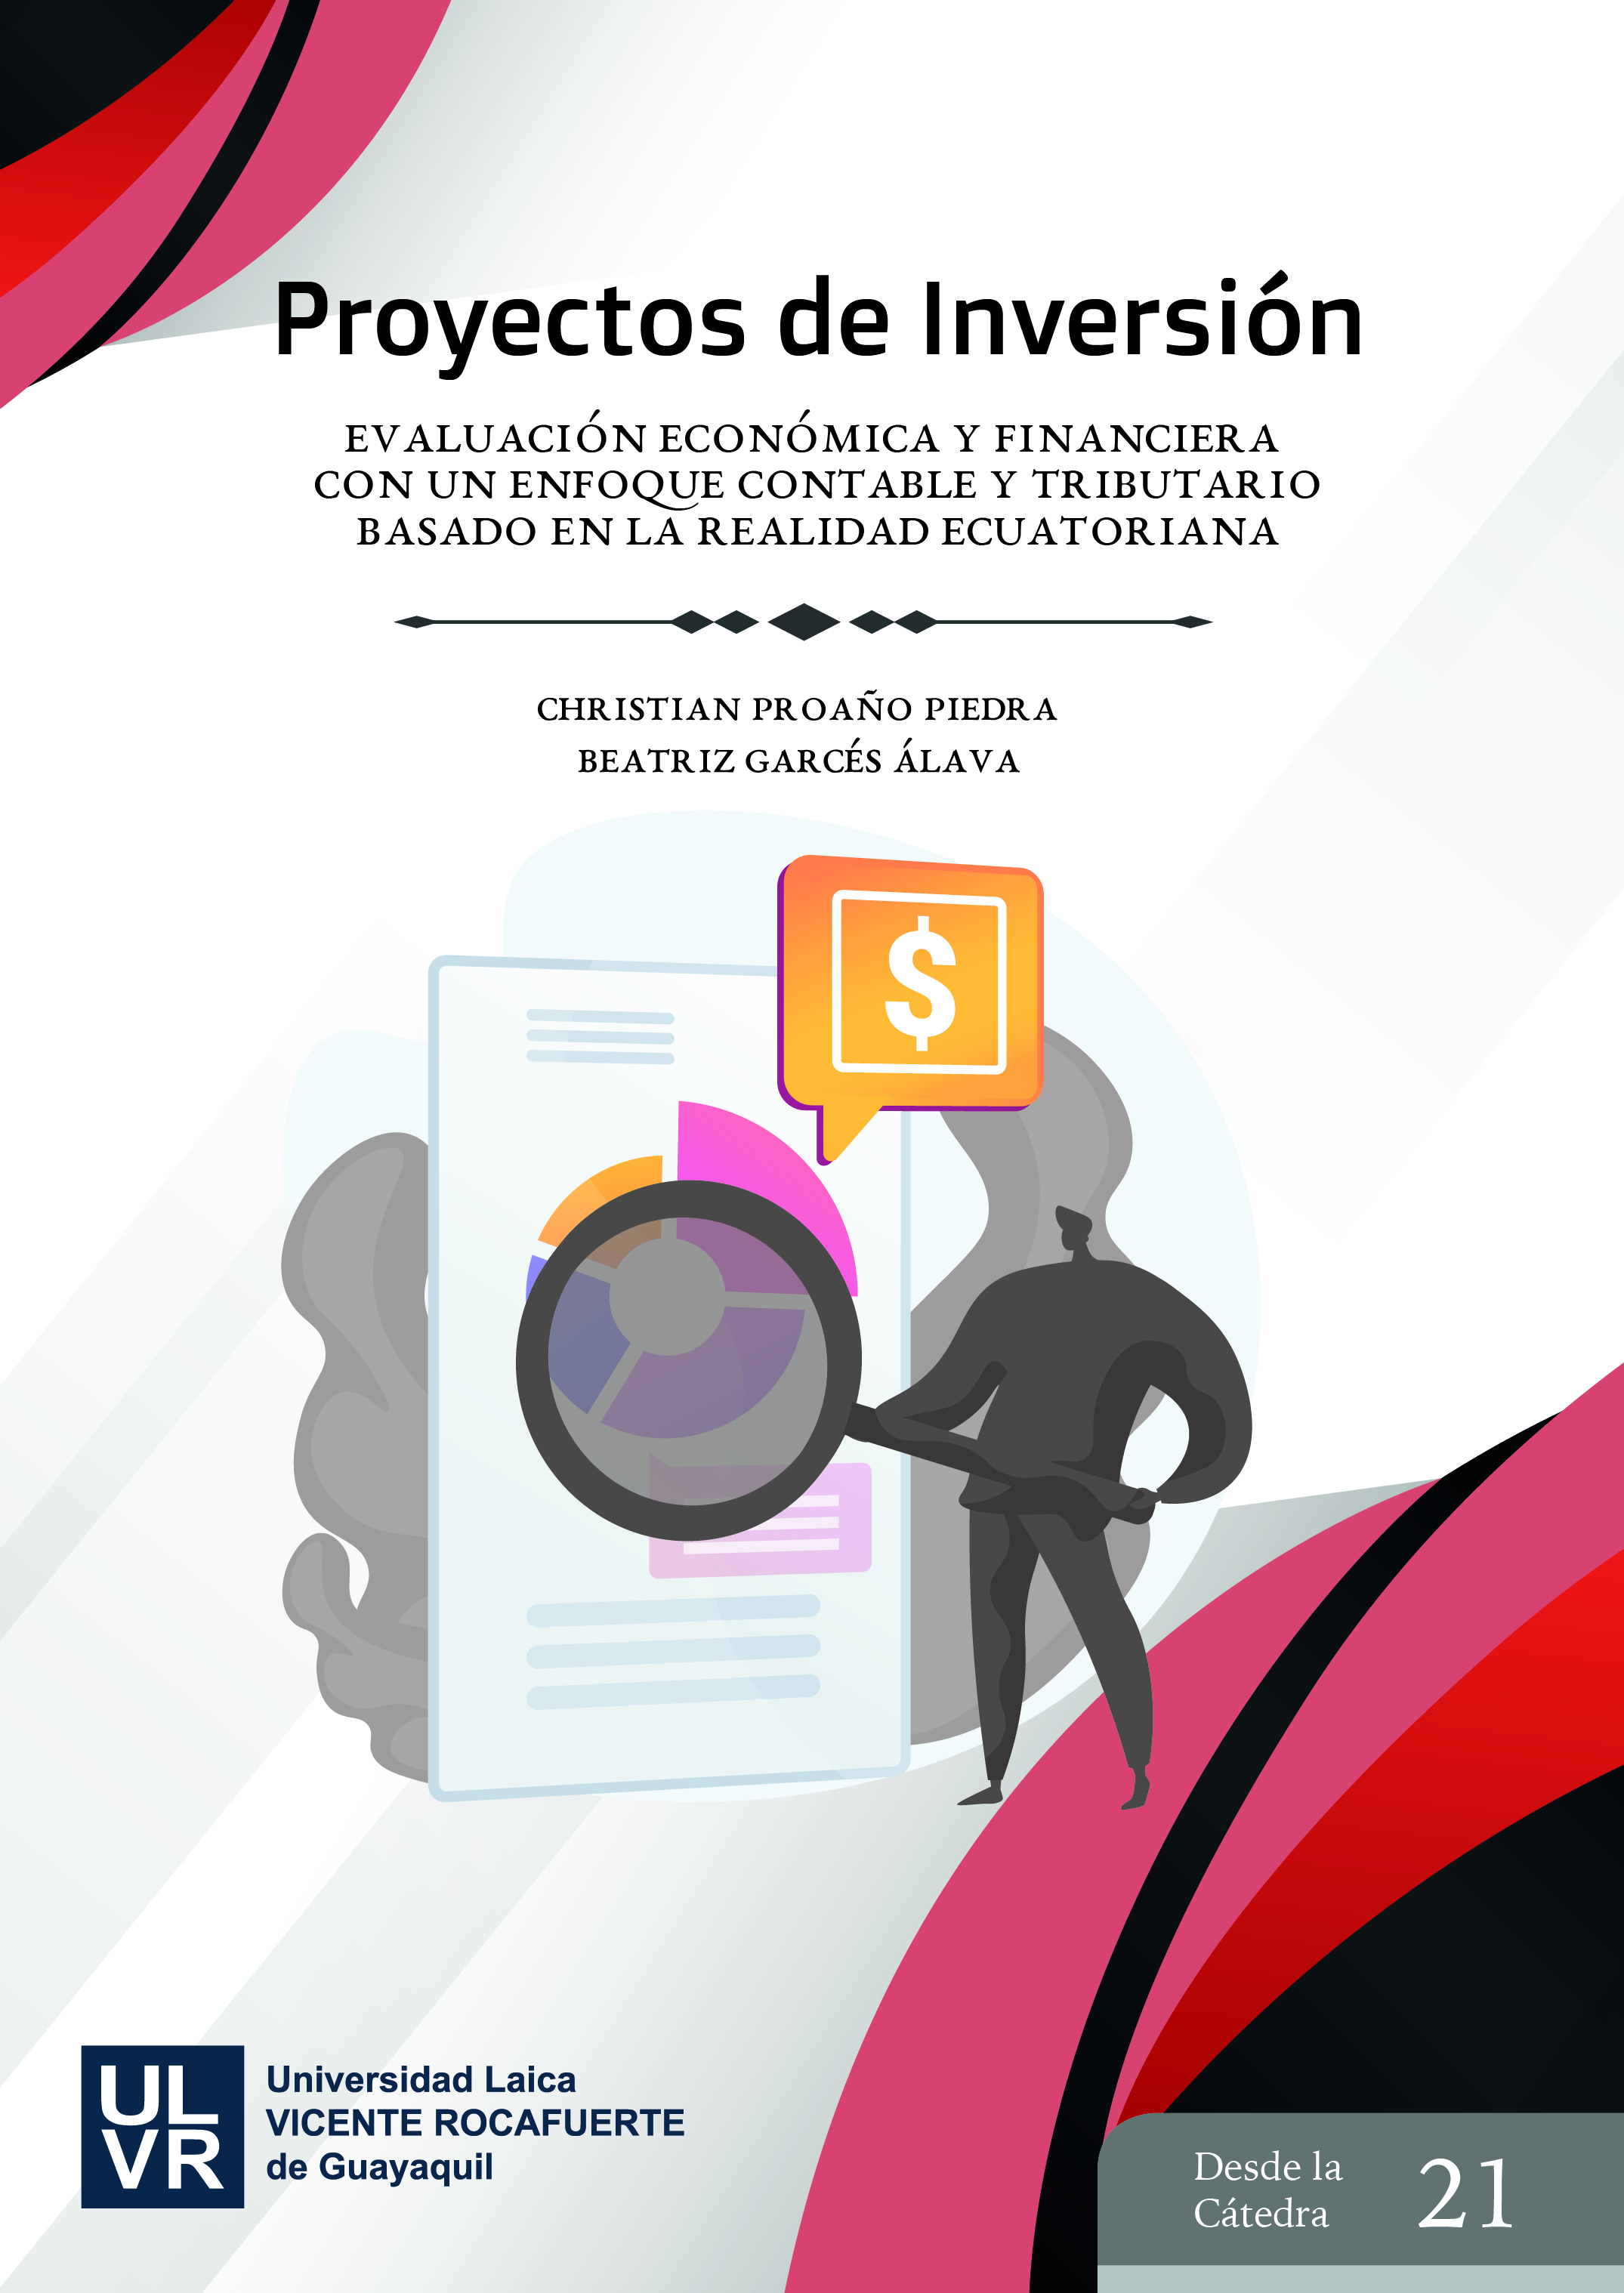 Proyectos de Inversión
EVALUACIÓN ECONÓMICA Y FINANCIERA
CON UN ENFOQUE CONTABLE Y TRIBUTARIO
BASADO EN LA REALIDAD ECUATORIANA
CHRISTIAN PROAÑO PIEDRA
BEATRIZ GARCÉS ÁLAVA
$
UL
VR
Universidad Laica
VICENTE ROCAFUERTE
de Guayaquil
Desde la
Cátedra
21